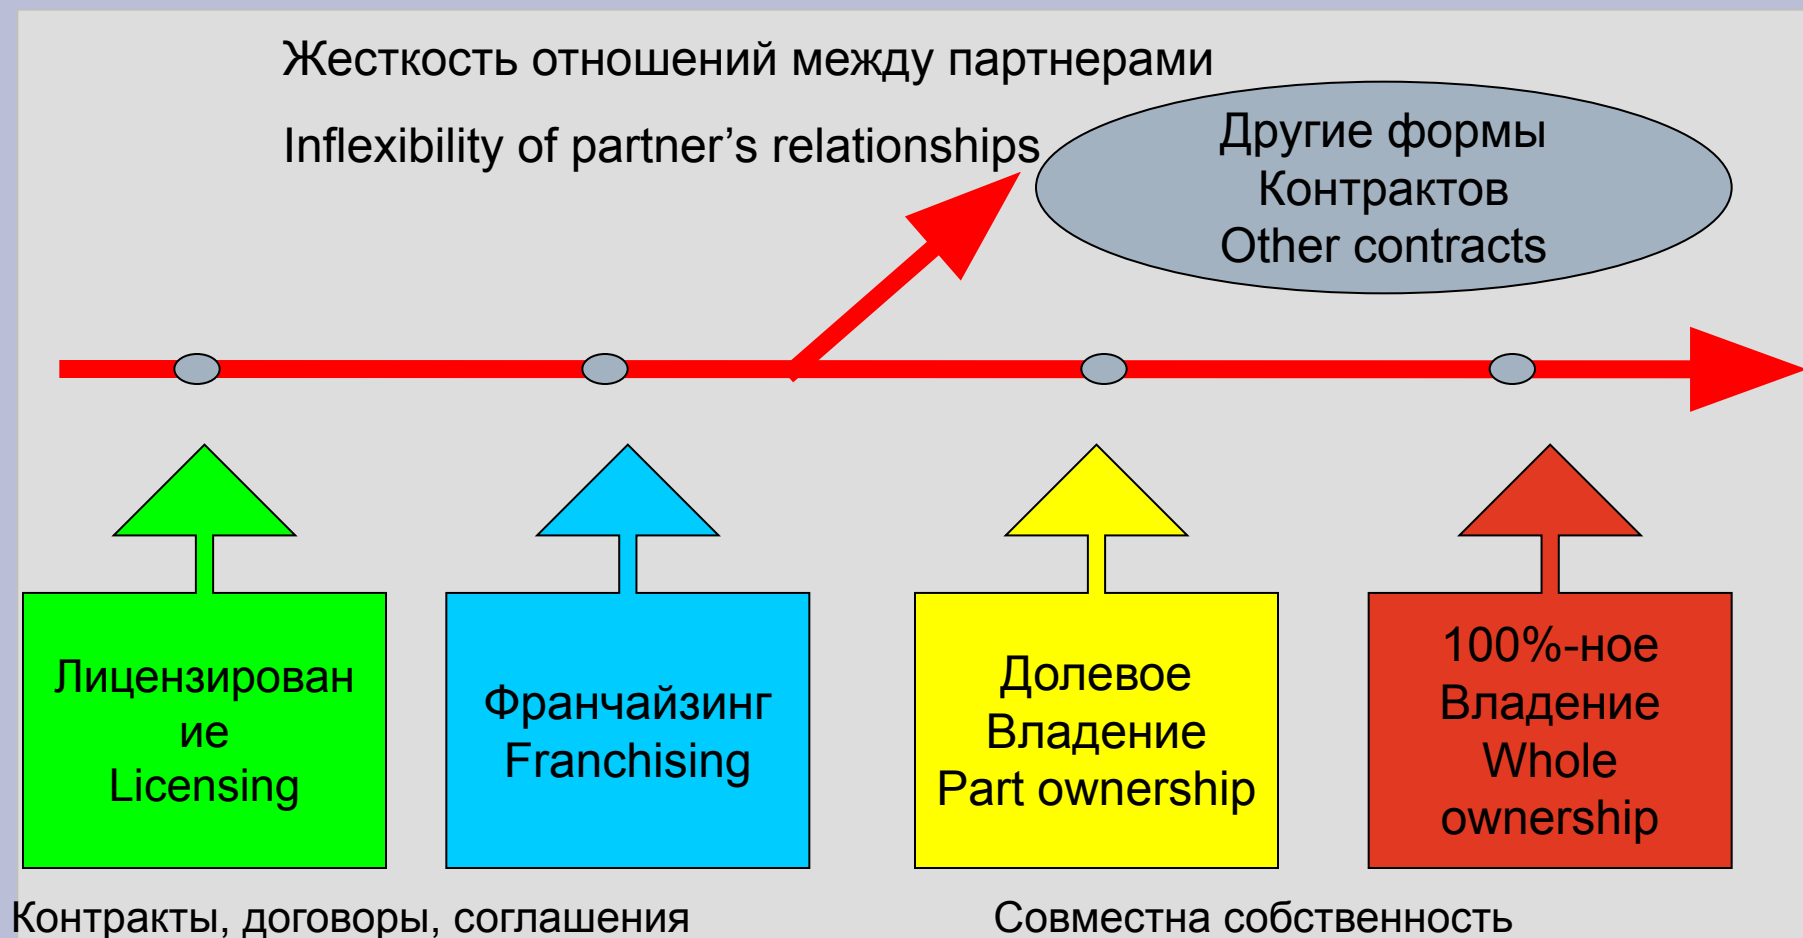 Жесткость отношений между партнерами
Inflexibility of partner’s relationships
Другие формы
Контрактов
Other contracts
Лицензирован
ие
Licensing
Франчайзинг
Franchising
Долевое
Владение
Part ownership
100%-ное
Владение
Whole
ownership
Контракты, договоры, соглашения
Совместна собственность